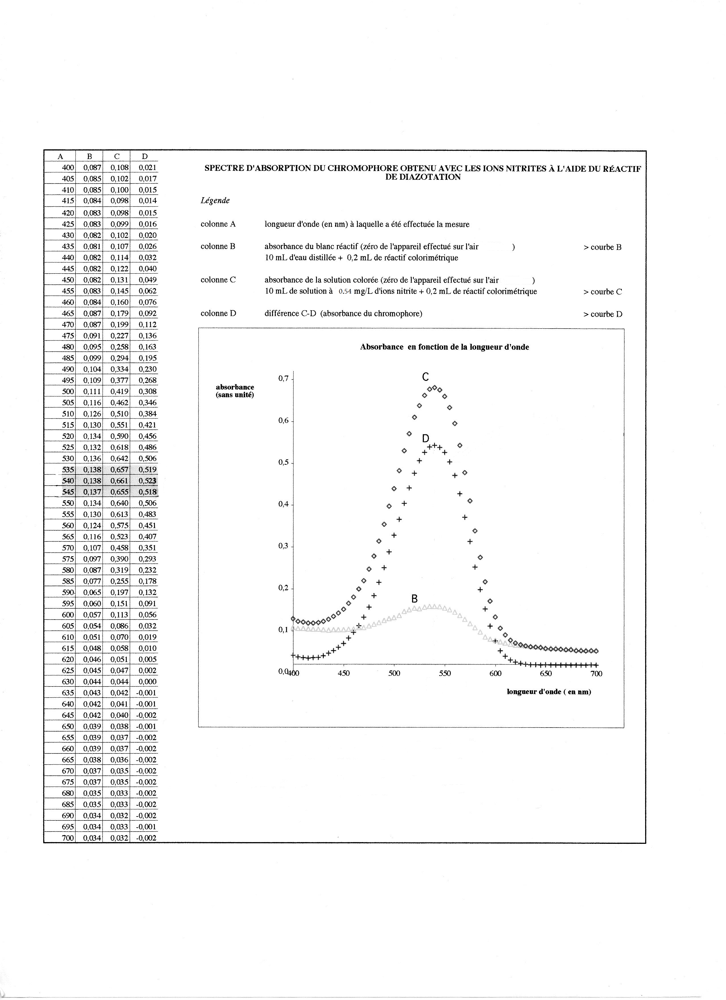 A B C D
400 0,087 0,108 0,021
405 0,085 0,102 0,017
410 0,085 0,100 0,015
415 0,084 0,098 0,014
420 0,083 0,098 0,015
425 0,083 0,099 0,016
430 0,082 0,102 0,020
435 0,081 0,107 0,026
440 0,082 0,114 0,032
445 0,082 0,122 0,040
450 0,082 0,131 0,049
455 0,083 0,145 0,062
460 0,084 0,160 0,076
465 0,087 0,179 0,092
470 0,087 0,199 0,112
475 0,091 0,227 0,136
480 0,095 0,258 0,163
485 0,099 0,294 0,195
490 0,104 0,334 0,230
495 0,109 0,377 0,268
500 0,111 0,419 0,308
505 0,116 0,462 0,346
510 0,126 0,510 0,384
515 0,130 0,551 0,421
520 0,134 0,590 0,456
525 0,132 0,618 0,486
530 0,136 0,642 0,506
535 0,138 0,657 0,519
540 0,138 0,661 0,523
545 0,137 0,655 0,518
550 0,134 0,640 0,506
555 0,130 0,613 0,483
560 0,124 0,575 0,451
565 0,116 0,523 0,407
570 0,107 0,458 0,351
575 0,097 0,390 0,293
580 0,087 0,319 0,232
585 0,077 0,255 0,178
590 0,065 0,197 0,132
595 0,060 0,151 0,091
600 0,057 0,113 0,056
605 0,054 0,086 0,032
610 0,051 0,070 0,019
615 0,048 0,058 0,010
620 0,046 0,051 0,005
625 0,045 0,047 0,002
630 0,044 0,044 0,000
635 0,043 0,042 -0,001
640 0,042 0,041 -0,001
645 0,042 0,040 -0,002
650 0,039 0,038 -0,001
655 0,039 0,037 -0,002
660 0,039 0,037 -0,002
665 0,038 0,036 -0,002
670 0,037 0,035 -0,002
675 0,037 0,035 -0,002
680 0,035 0,033 -0,002
685 0,035 0,033 -0,002
690 0,034 0,032 -0,002
695 0,034 0,033 -0,001
700 0,034 0,032 -0,002
SPECTRE D'ABSORPTION DU CHROMOPHORE OBTENU AVEC LES IONS NITRITES À L'AIDE DU RÉACTIF
DE DIAZOTATION
Légende
colonne A longueur d'onde (en nm) à laquelle a été effectuée la mesure
colonne B absorbance du blanc réactif (zéro de l'appareil effectué sur l'air ) > courbe B
10 mL d'eau distillée + 0,2 mL de réactif colorimétrique
colonne C absorbance de la solution colorée (zéro de l'appareil effectué sur l'air )
10 mL de solution à 0.54 mg/L d'ions nitrite + 0,2 mL de réactif colorimétrique > courbe C
colonne D différence C-D (absorbance du chromophore) > courbe D
Absorbance en fonction de la longueur d'onde
absorbance
(sans unité)
0,7
C
0,6
D
0,5
0,4
0,3
0,2
B
0,1
0,0
400 450 500 550 600 650 700
longueur d'onde ( en nm)